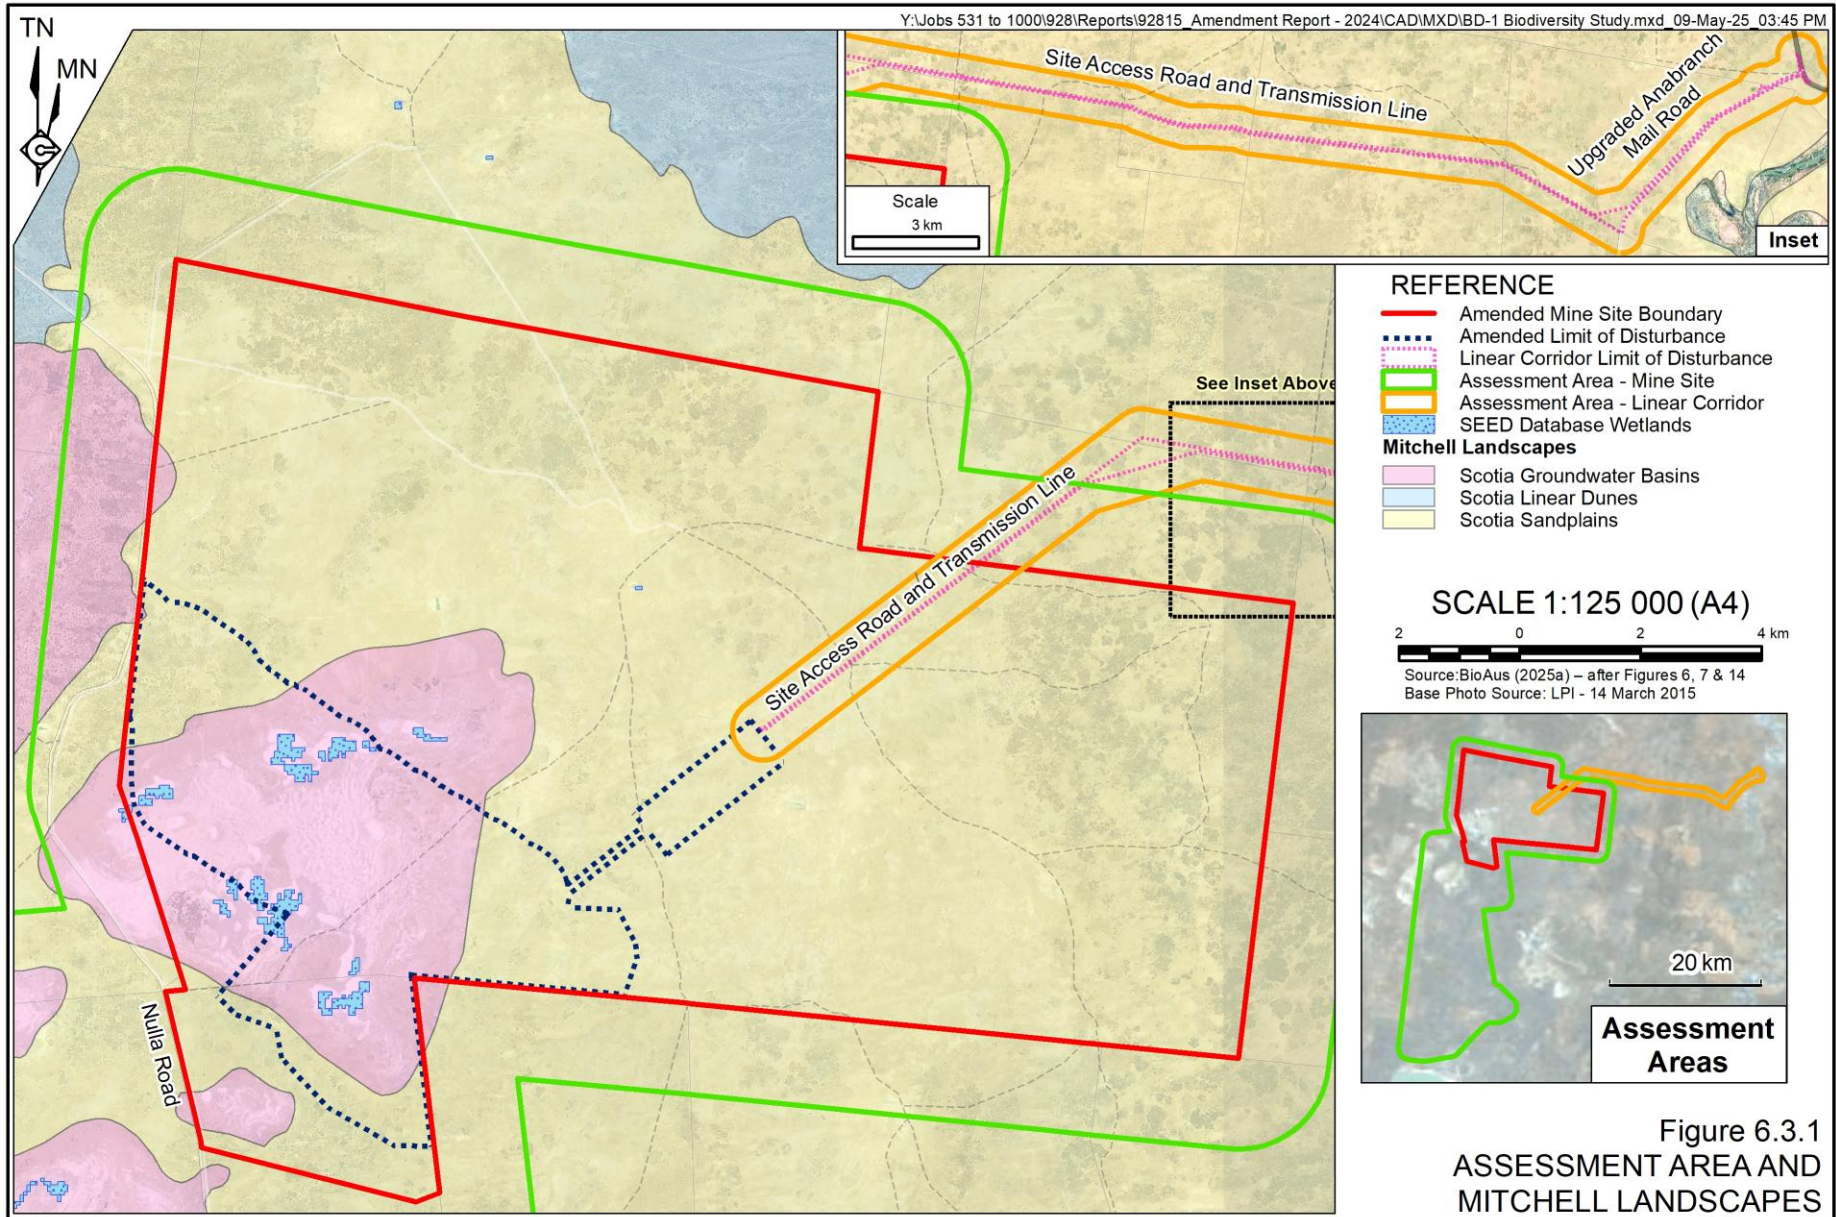 Y:\Jobs 531 to 1000\928\Reports\92815_Amendment Report - 2024\CAD\MXD\BD-1 Biodiversity Study.mxd_09-May-25_03:45 PM
TN
MN
Site Access Road and Transmission Line
Upgraded Anabranch
Mail Road
Scale
3 km
Inset
REFERENCE
Amended Mine Site Boundary
Amended Limit of Disturbance
Linear Corridor Limit of Disturbance
Assessment Area - Mine Site
Assessment Area - Linear Corridor
SEED Database Wetlands
Mitchell Landscapes
Scotia Groundwater Basins
Scotia Linear Dunes
Scotia Sandplains
See Inset Above
Site Access Road and Transmission Line
Nulla Road
SCALE 1:125 000 (A4)
2 0 2 4 km
Source:BioAus (2025a) – after Figures 6, 7 & 14
Base Photo Source: LPI - 14 March 2015
20 km
Assessment
Areas
Figure 6.3.1
ASSESSMENT AREA AND
MITCHELL LANDSCAPES